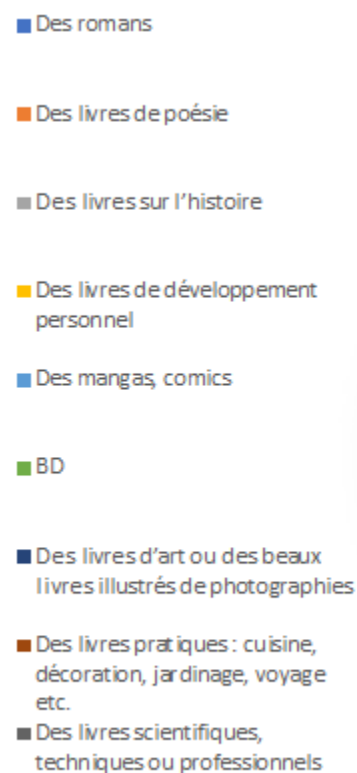 Des romans
Des livres de poésie
Des livres sur l'histoire
Des livres de développement
personnel
Des mangas, comics
BD
Des livres d'art ou des beaux
livres illustrés de photographies
Des livres pratiques : cuisine,
décoration, jardinage, voyage
etc.
Des livres scientifiques,
techniques ou professionnels